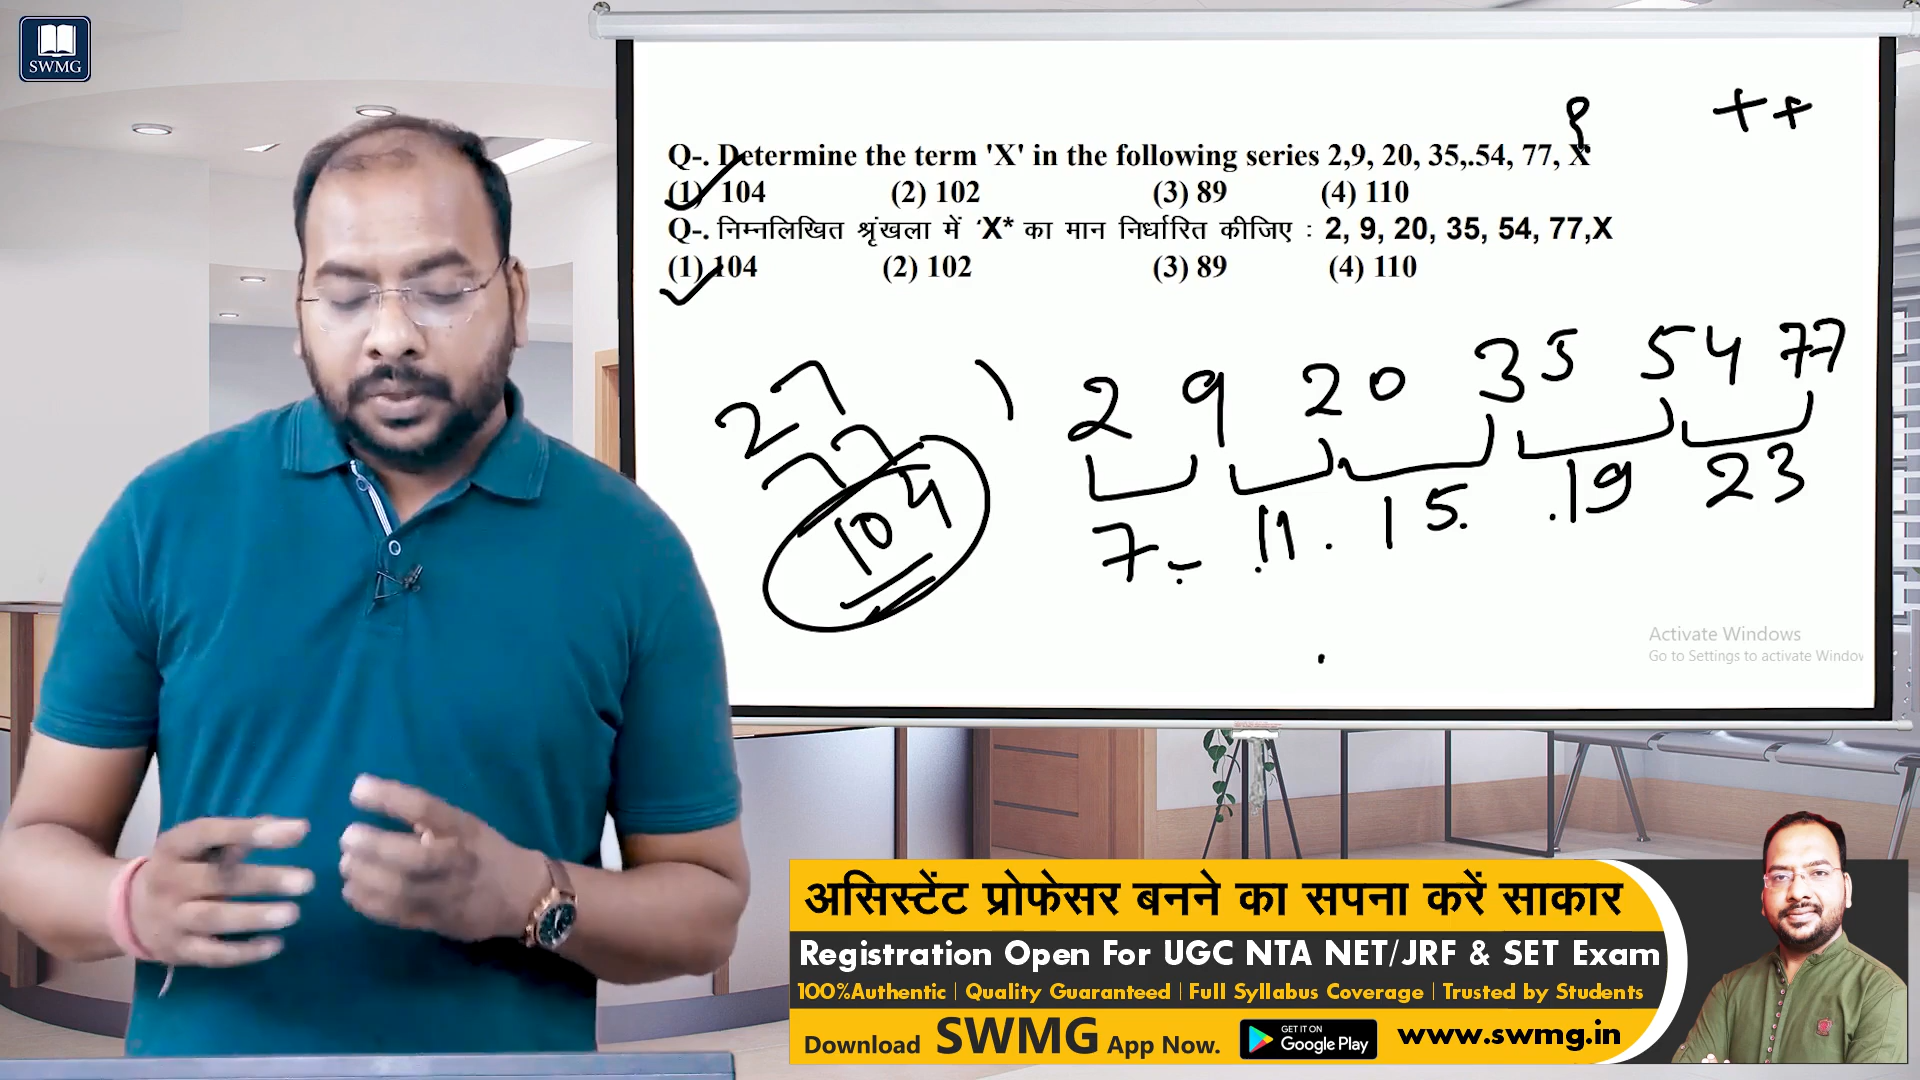 SWMG
? + +
Q-. Determine the term 'X' in the following series 2,9, 20, 35,.54, 77, X
(1) 104 (2) 102 (3) 89 (4) 110
Q-. निम्नलिखित श्रृंखला में ‘X* का मान निर्धारित कीजिए : 2, 9, 20, 35, 54, 77,X
(1) 104 (2) 102 (3) 89 (4) 110
27
77
104
) 2 9 20 35 54 77
7 11 15 19 23
Activate Windows
Go to Settings to activate Window
असिस्टेंट प्रोफेसर बनने का सपना करें साकार
Registration Open For UGC NTA NET/JRF & SET Exam
100%Authentic | Quality Guaranteed | Full Syllabus Coverage | Trusted by Students
Download SWMG App Now. GET IT ON Google Play www.swmg.in